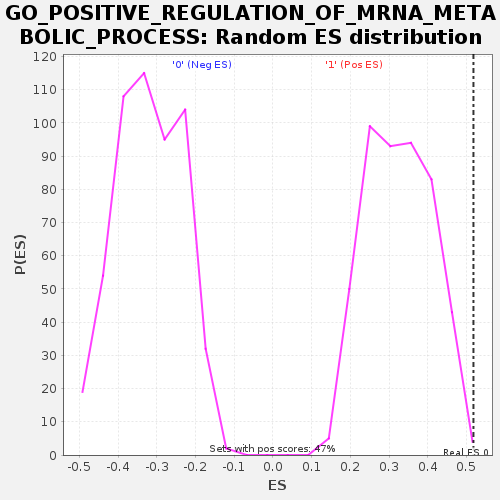 GO_POSITIVE_REGULATION_OF_MRNA_META
BOLIC_PROCESS: Random ES distribution
'0' (Neg ES) '1' (Pos ES)
120
110
100
90
80
70
60
50
40
30
20
10
0
P(ES)
Sets with pos scores: 47%
Real ES 0
-0.5 -0.4 -0.3 -0.2 -0.1 0.0 0.1 0.2 0.3 0.4 0.5
ES